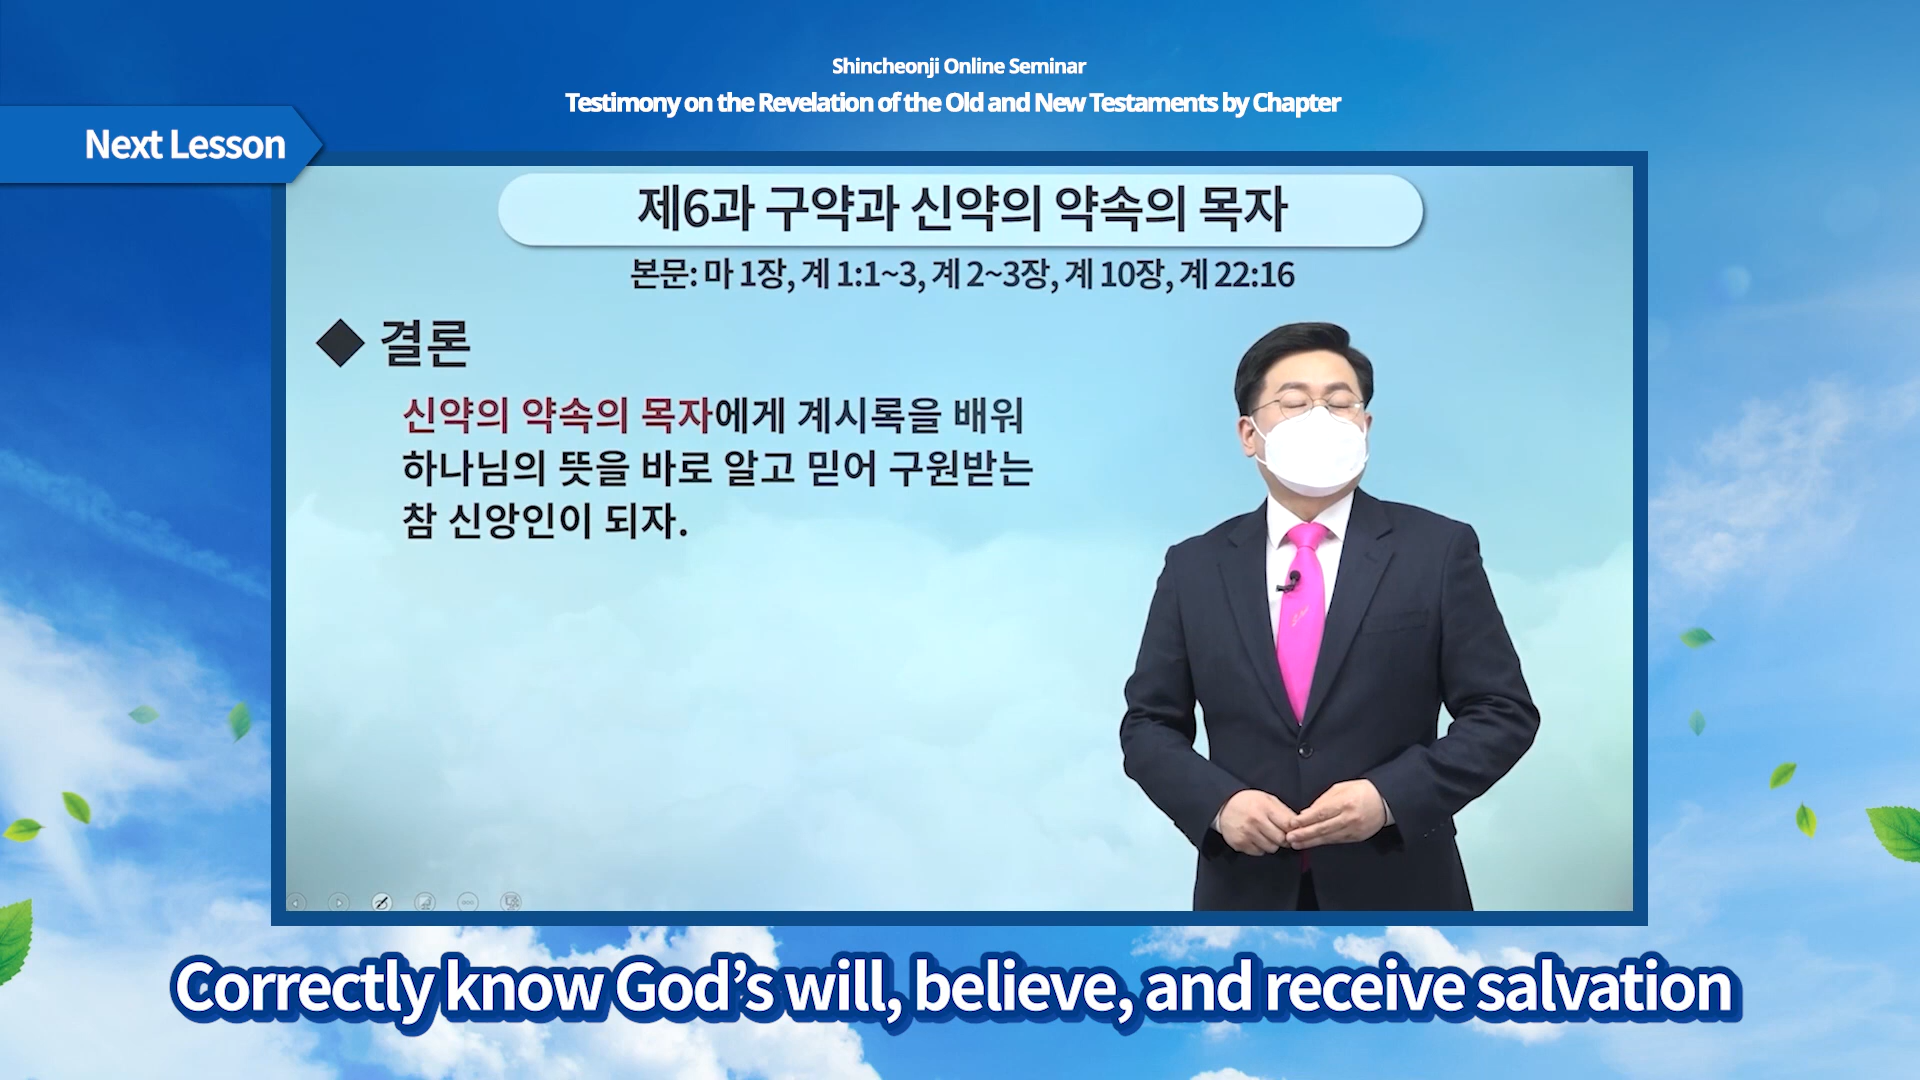 Shincheonji Online Seminar
Testimony on the Revelation of the Old and New Testaments by Chapter
Next Lesson
제6과 구약과 신약의 약속의 목자
본문: 마 1장, 계 1:1~3, 계 2~3장, 계 10장, 계 22:16
◆ 결론
신약의 약속의 목자에게 계시록을 배워
하나님의 뜻을 바로 알고 믿어 구원받는
참 신앙인이 되자.
Correctly know God’s will, believe, and receive salvation